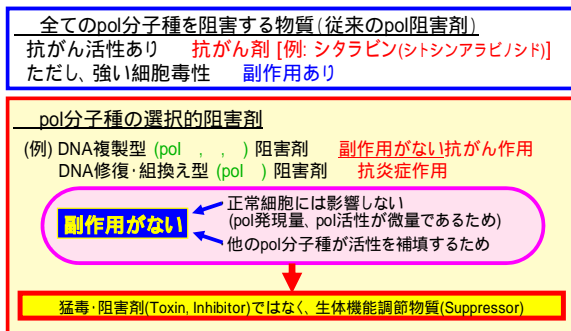 全てのpol分子種を阻害する物質(従来のpol阻害剤)
抗がん活性あり 抗がん剤 [例: シタラビン(シトシンアラビノシド)]
ただし、強い細胞毒性 副作用あり
pol分子種の選択的阻害剤
(例) DNA複製型 (pol , , ) 阻害剤 副作用がない抗がん作用
DNA修復・組換え型 (pol ) 阻害剤 抗炎症作用
正常細胞には影響しない
(pol発現量、pol活性が微量であるため)
副作用がない
他のpol分子種が活性を補填するため
猛毒・阻害剤(Toxin, Inhibitor)ではなく、生体機能調節物質(Suppressor)